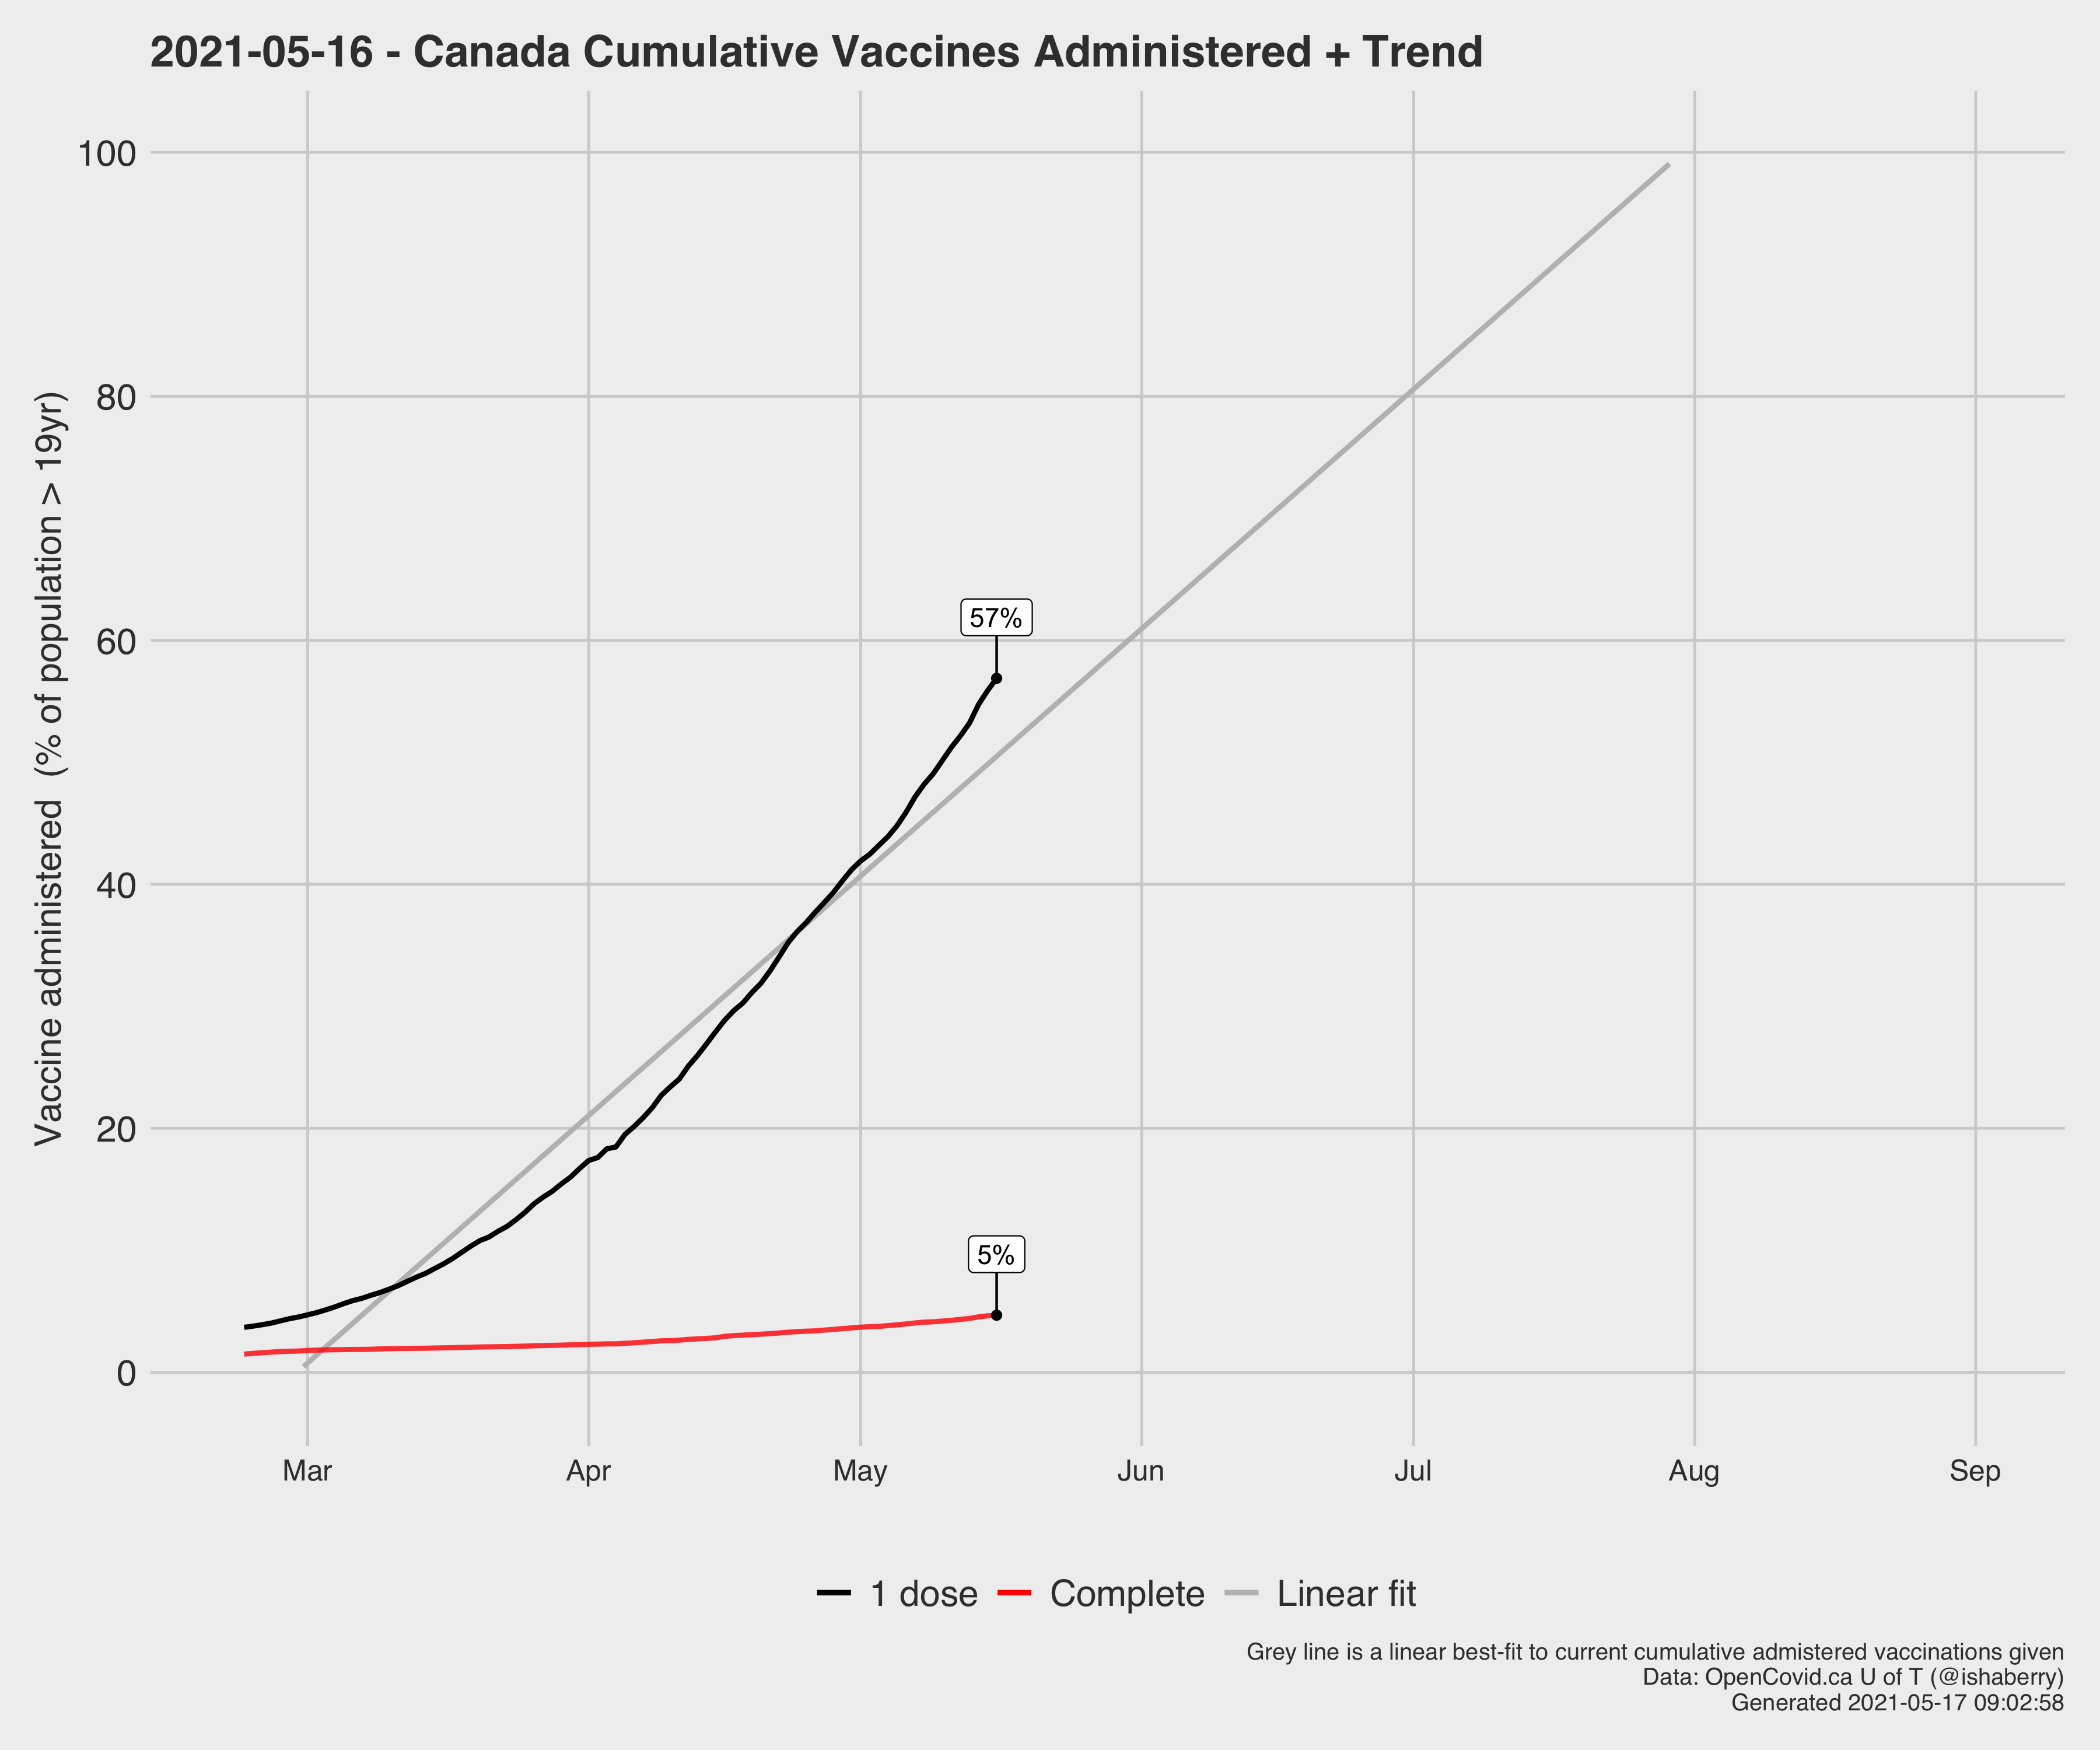 2021-05-16 - Canada Cumulative Vaccines Administered + Trend
Vaccine administered (% of population > 19yr)
100
80
60
40
20
0
57%
5%
Mar Apr May Jun Jul Aug Sep
1 dose Complete Linear fit
Grey line is a linear best-fit to current cumulative admistered vaccinations given
Data: OpenCovid.ca U of T (@ishaberry)
Generated 2021-05-17 09:02:58